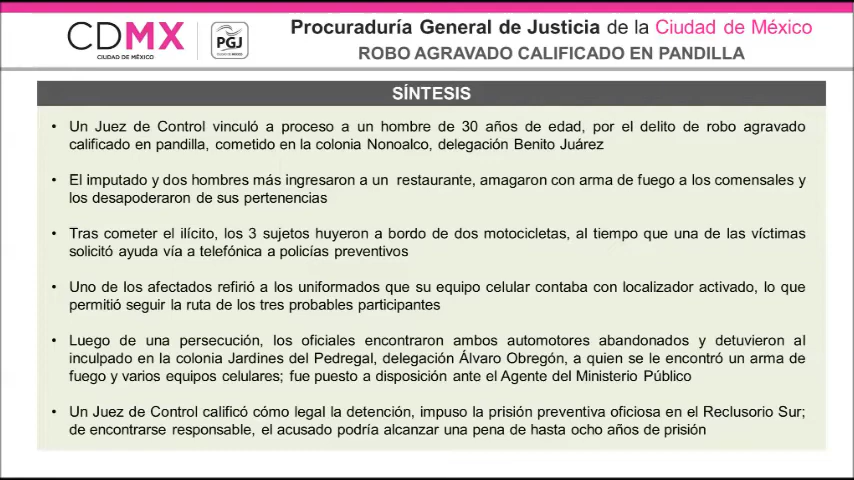 CDMX
CIUDAD DE MÉXICO
PGJ
Procuraduría General de Justicia de la Ciudad de México
ROBO AGRAVADO CALIFICADO EN PANDILLA
SÍNTESIS
• Un Juez de Control vinculó a proceso a un hombre de 30 años de edad, por el delito de robo agravado
calificado en pandilla, cometido en la colonia Nonoalco, delegación Benito Juárez
• El imputado y dos hombres más ingresaron a un restaurante, amagaron con arma de fuego a los comensales y
los desapoderaron de sus pertenencias
• Tras cometer el ilícito, los 3 sujetos huyeron a bordo de dos motocicletas, al tiempo que una de las víctimas
solicitó ayuda vía a telefónica a policías preventivos
• Uno de los afectados refirió a los uniformados que su equipo celular contaba con localizador activado, lo que
permitió seguir la ruta de los tres probables participantes
• Luego de una persecución, los oficiales encontraron ambos automotores abandonados y detuvieron al
inculpado en la colonia Jardines del Pedregal, delegación Álvaro Obregón, a quien se le encontró un arma de
fuego y varios equipos celulares; fue puesto a disposición ante el Agente del Ministerio Público
• Un Juez de Control calificó cómo legal la detención, impuso la prisión preventiva oficiosa en el Reclusorio Sur;
de encontrarse responsable, el acusado podría alcanzar una pena de hasta ocho años de prisión